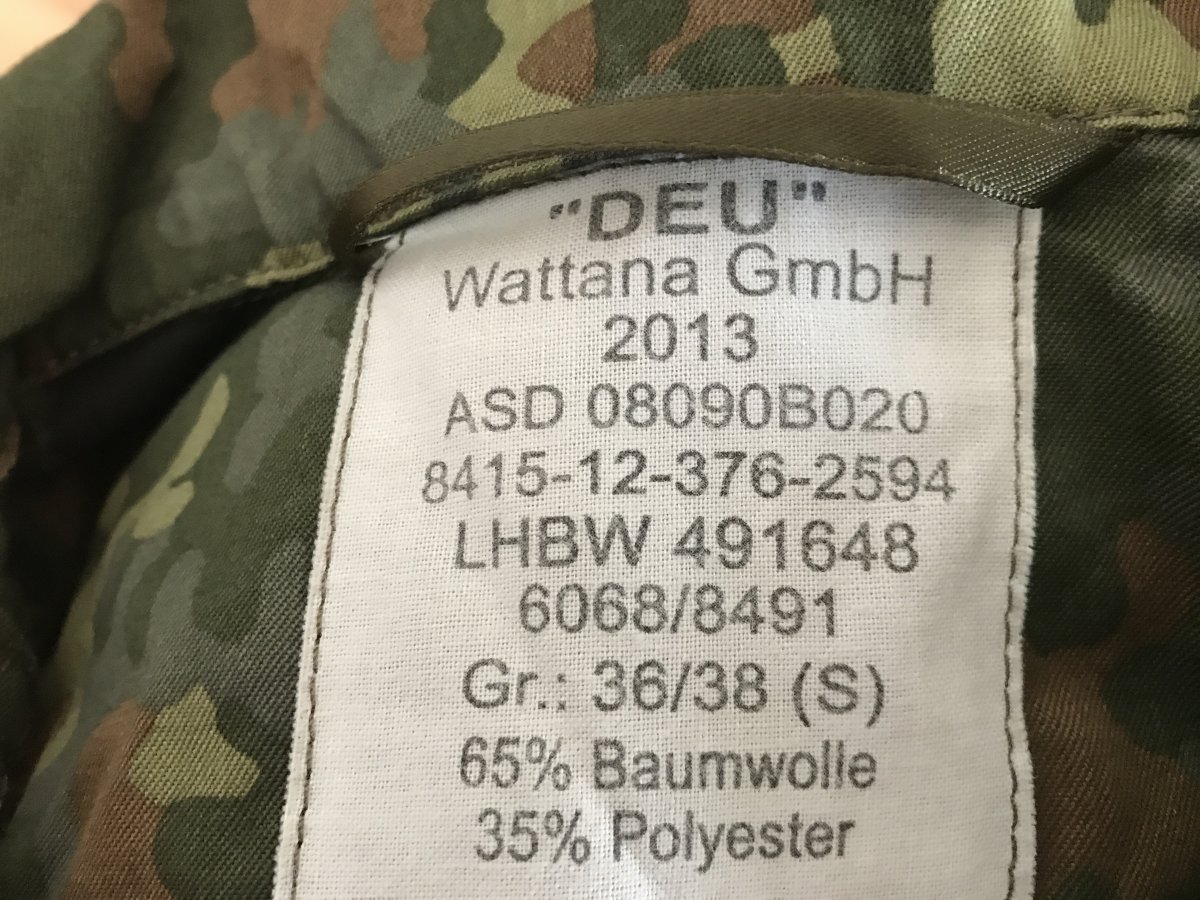 "DEU"
Wattana GmbH
2013
ASD 08090B020
8415-12-376-2594
LHBW 491648
6068/8491
Gr.: 36/38 (S)
65% Baumwolle
35% Polyester